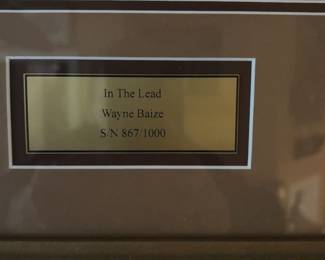 In The Lead
Wayne Baize
S/N 867/1000